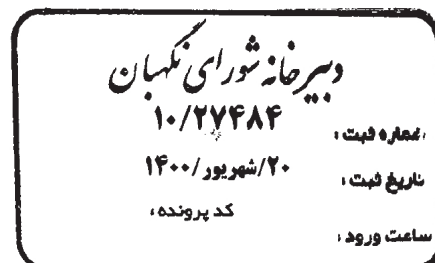 دبیرخانه شورای نگهبان
شماره ثبت : ۱۰/۲۷۴۸۴
تاریخ ثبت : ۲۰/شهریور/۱۴۰۰
کد پرونده :
ساعت ورود :